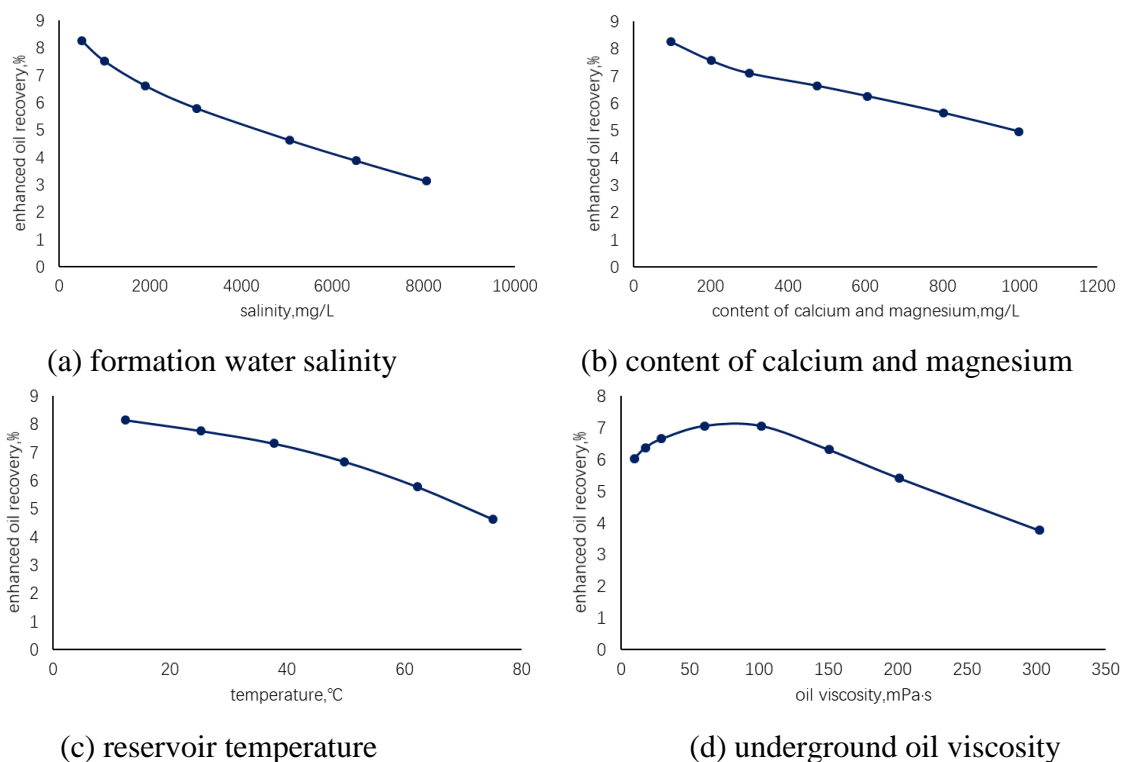 enhanced oil recovery,%
9
8
7
6
5
4
3
2
1
0
0 2000 4000 6000 8000 10000
salinity,mg/L
(a) formation water salinity
enhanced oil recovery,%
9
8
7
6
5
4
3
2
1
0
0 200 400 600 800 1000 1200
content of calcium and magnesium,mg/L
(b) content of calcium and magnesium
enhanced oil recovery,%
9
8
7
6
5
4
3
2
1
0
0 20 40 60 80
temperature,℃
(c) reservoir temperature
enhanced oil recovery,%
8
7
6
5
4
3
2
1
0
0 50 100 150 200 250 300 350
oil viscosity,mPa·s
(d) underground oil viscosity